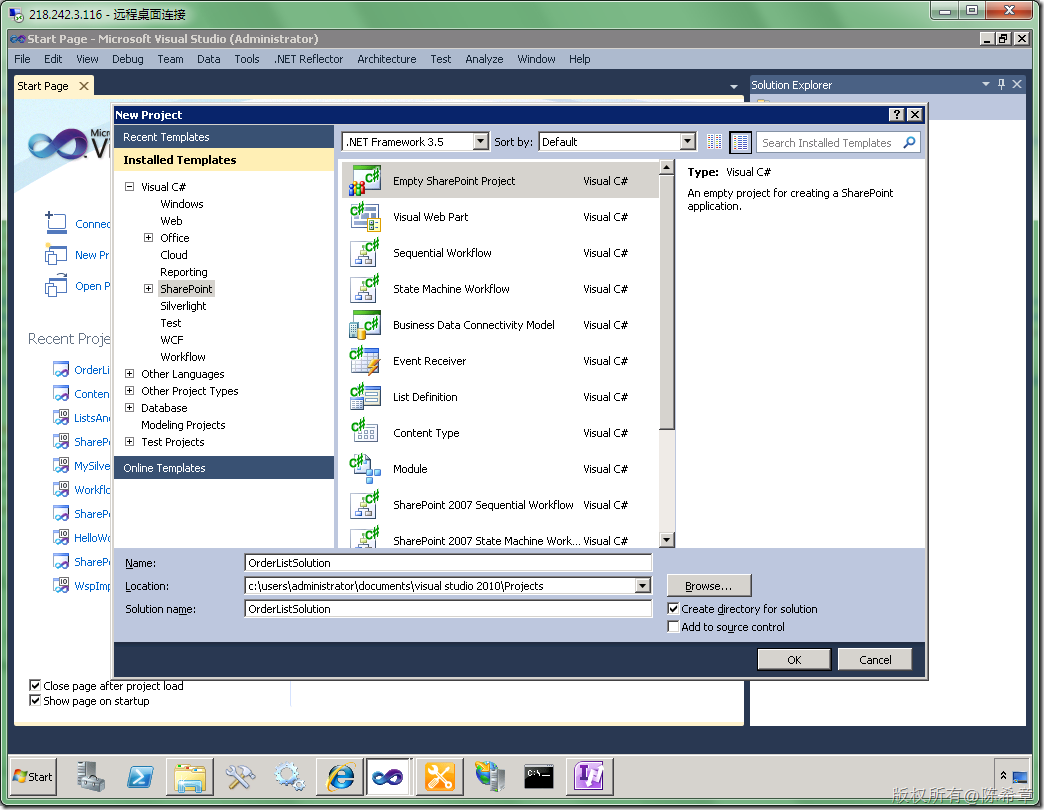 218.242.3.116 - 远程桌面连接
Start Page - Microsoft Visual Studio (Administrator)
File Edit View Debug Team Data Tools .NET Reflector Architecture Test Analyze Window Help
Start Page
Solution Explorer
New Project
Recent Templates
Installed Templates
Visual C#
Windows
Web
Office
Cloud
Reporting
SharePoint
Silverlight
Test
WCF
Workflow
Other Languages
Other Project Types
Database
Modeling Projects
Test Projects
Online Templates
.NET Framework 3.5 Sort by: Default Search Installed Templates
Empty SharePoint Project Visual C#
Visual Web Part Visual C#
Sequential Workflow Visual C#
State Machine Workflow Visual C#
Business Data Connectivity Model Visual C#
Event Receiver Visual C#
List Definition Visual C#
Content Type Visual C#
Module Visual C#
SharePoint 2007 Sequential Workflow Visual C#
SharePoint 2007 State Machine Work... Visual C#
Type: Visual C#
An empty project for creating a SharePoint
application.
Micr
Connec
New Pr
Open P
Recent Proje
OrderLi
Conten
ListsAn
SharePo
MySilve
Workflo
SharePo
HelloWo
SharePo
WspImp
Name: OrderListSolution
Location: c:\users\administrator\documents\visual studio 2010\Projects Browse...
Solution name: OrderListSolution
Create directory for solution
Add to source control
OK Cancel
Close page after project load
Show page on startup
Start
版权所有@陈希章